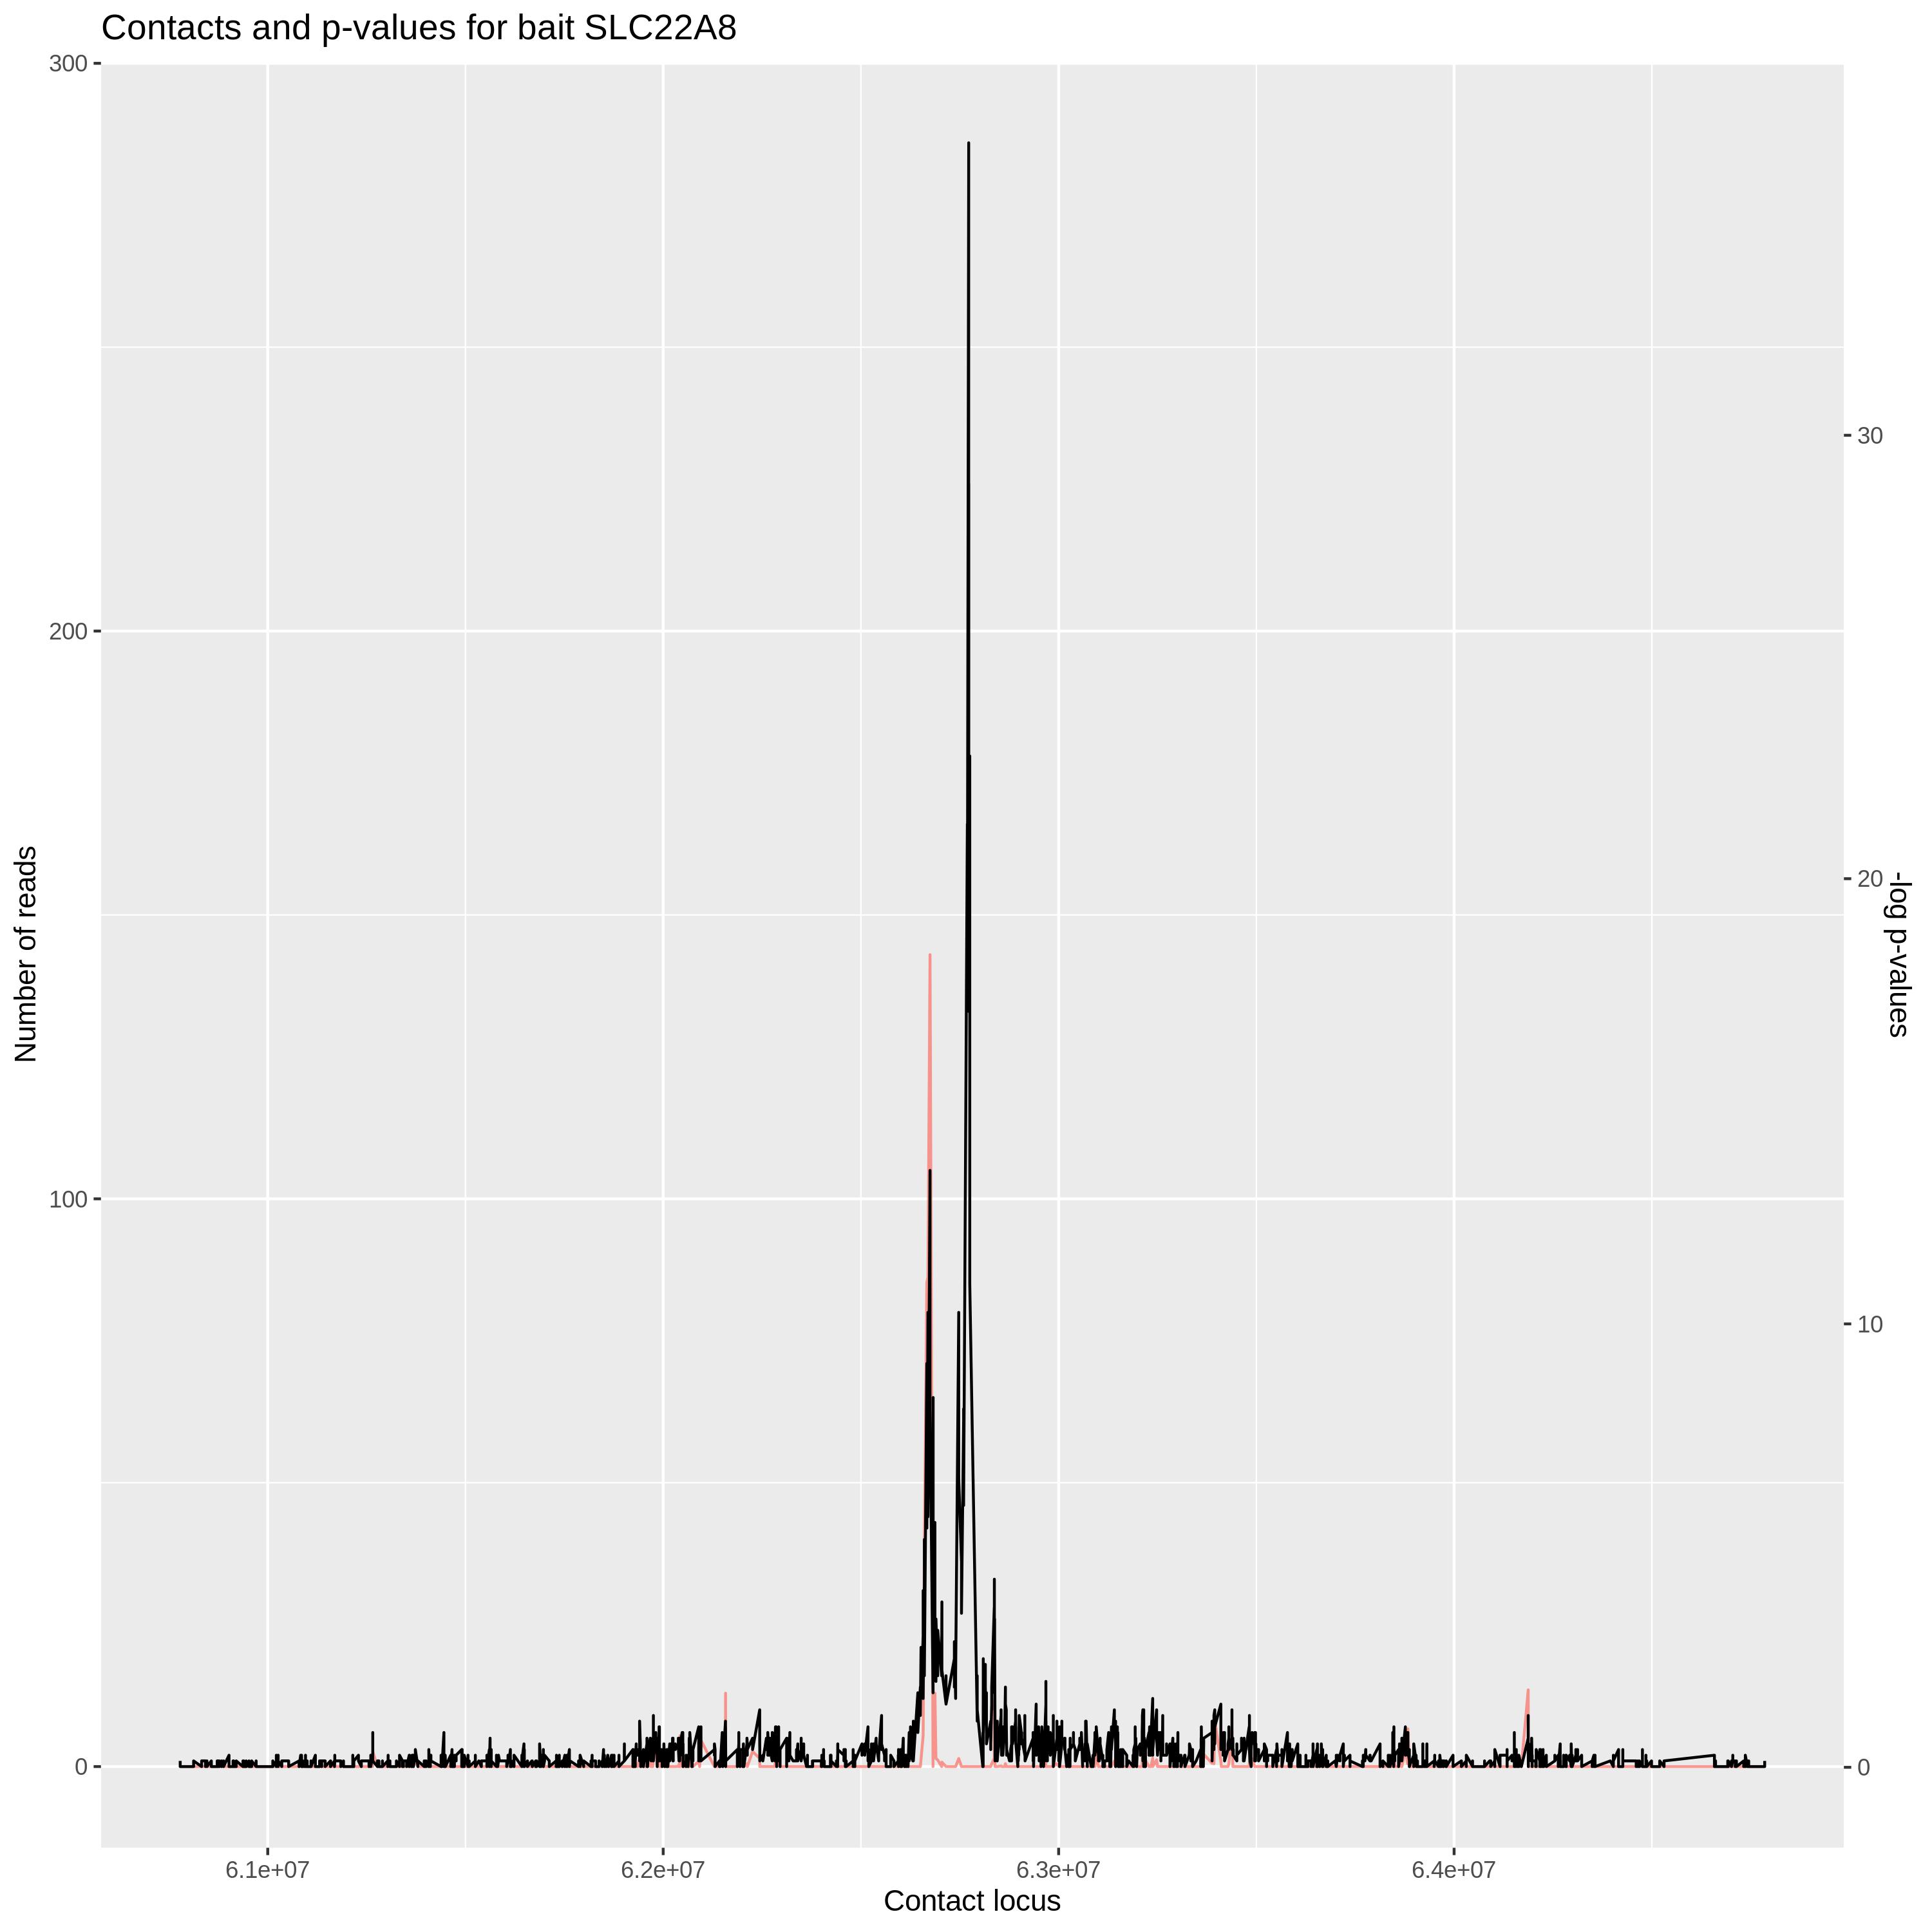 Contacts and p-values for bait SLC22A8
300
200
100
0
Number of reads
30
20
10
0
-log p-values
6.1e+07
6.2e+07
6.3e+07
6.4e+07
Contact locus